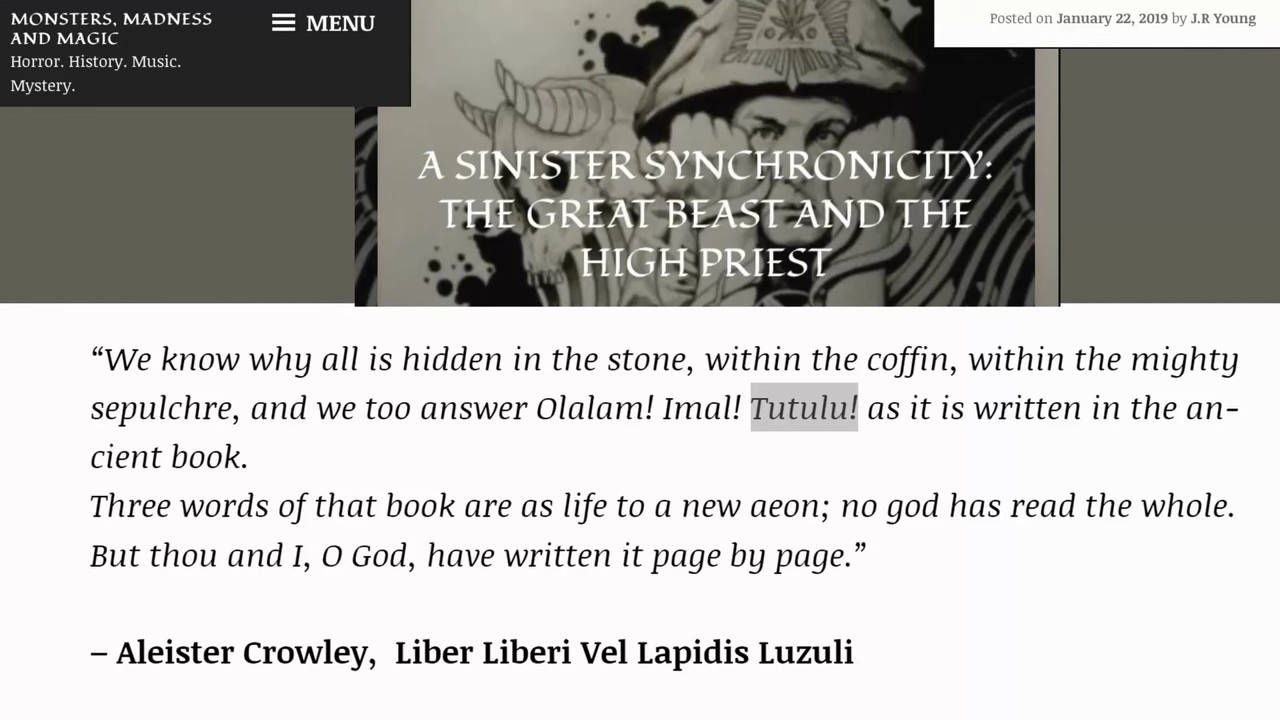 MONSTERS, MADNESS
AND MAGIC
Horror. History. Music.
Mystery.
MENU
Posted on January 22, 2019 by J.R Young
A SINISTER SYNCHRONICITY:
THE GREAT BEAST AND THE
HIGH PRIEST
“We know why all is hidden in the stone, within the coffin, within the mighty
sepulchre, and we too answer Olalam! Imal! Tutulu! as it is written in the an-
cient book.
Three words of that book are as life to a new aeon; no god has read the whole.
But thou and I, O God, have written it page by page.”
– Aleister Crowley, Liber Liberi Vel Lapidis Luzuli